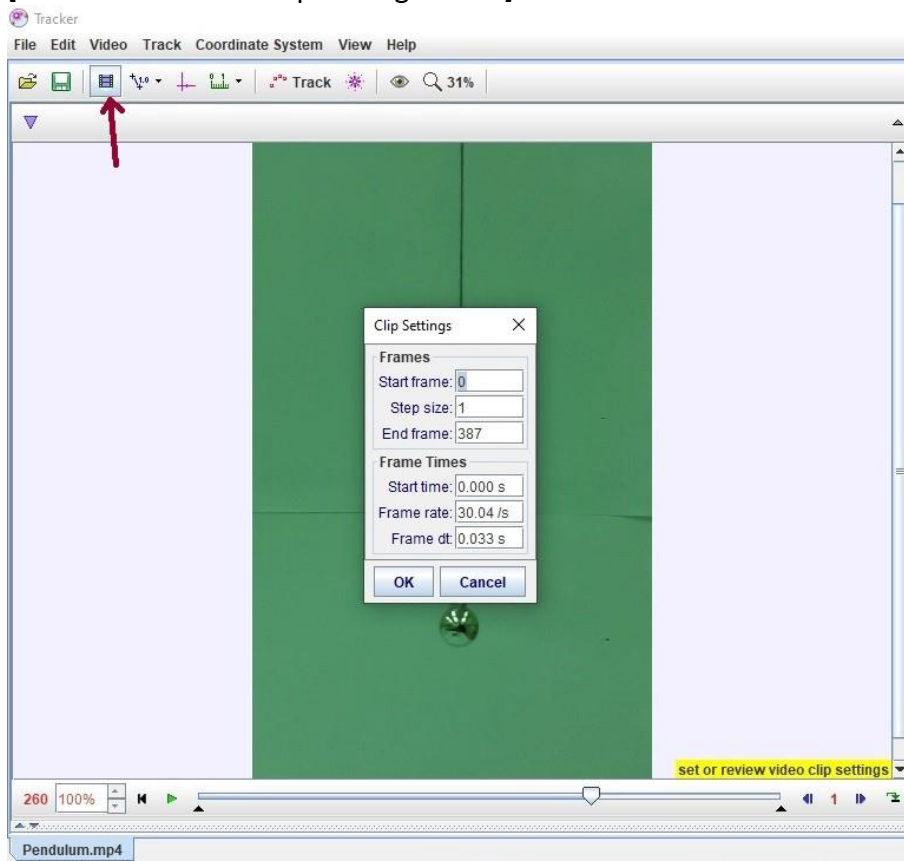 Tracker
File Edit Video Track Coordinate System View Help
1.0 Track 31%
Clip Settings
Frames
Start frame: 0
Step size: 1
End frame: 387
Frame Times
Start time: 0.000 s
Frame rate: 30.04 /s
Frame dt: 0.033 s
OK Cancel
set or review video clip settings
260 100% 1
Pendulum.mp4